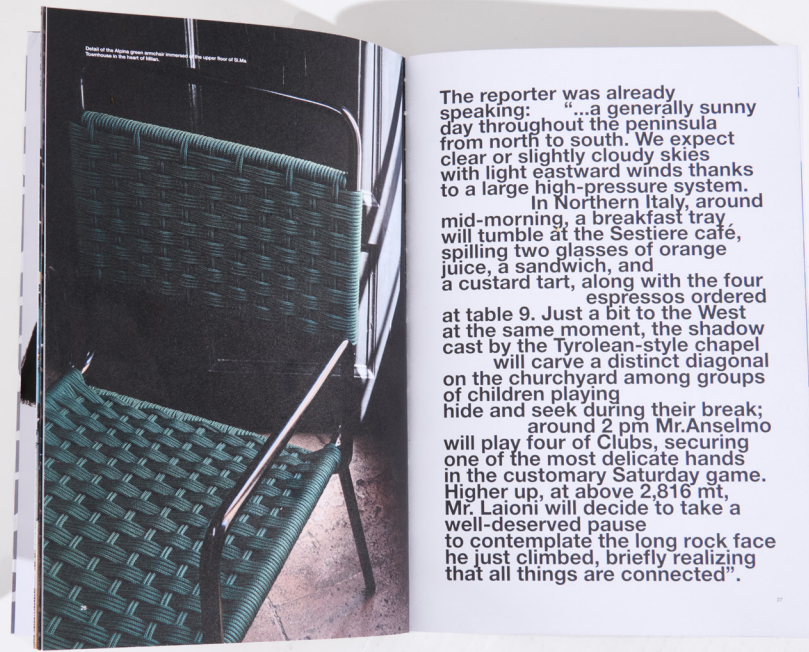 Detail of the Alpina green armchair immersed at the upper floor of B.Ma
Townhouse in the heart of Milan.
The reporter was already
speaking: “...a generally sunny
day throughout the peninsula
from north to south. We expect
clear or slightly cloudy skies
with light eastward winds thanks
to a large high-pressure system.
In Northern Italy, around
mid-morning, a breakfast tray
will tumble at the Sestiere café,
spilling two glasses of orange
juice, a sandwich, and
a custard tart, along with the four
espressos ordered
at table 9. Just a bit to the West
at the same moment, the shadow
cast by the Tyrolean-style chapel
will carve a distinct diagonal
on the churchyard among groups
of children playing
hide and seek during their break;
around 2 pm Mr.Anselmo
will play four of Clubs, securing
one of the most delicate hands
in the customary Saturday game.
Higher up, at above 2,816 mt,
Mr. Laioni will decide to take a
well-deserved pause
to contemplate the long rock face
he just climbed, briefly realizing
that all things are connected”.